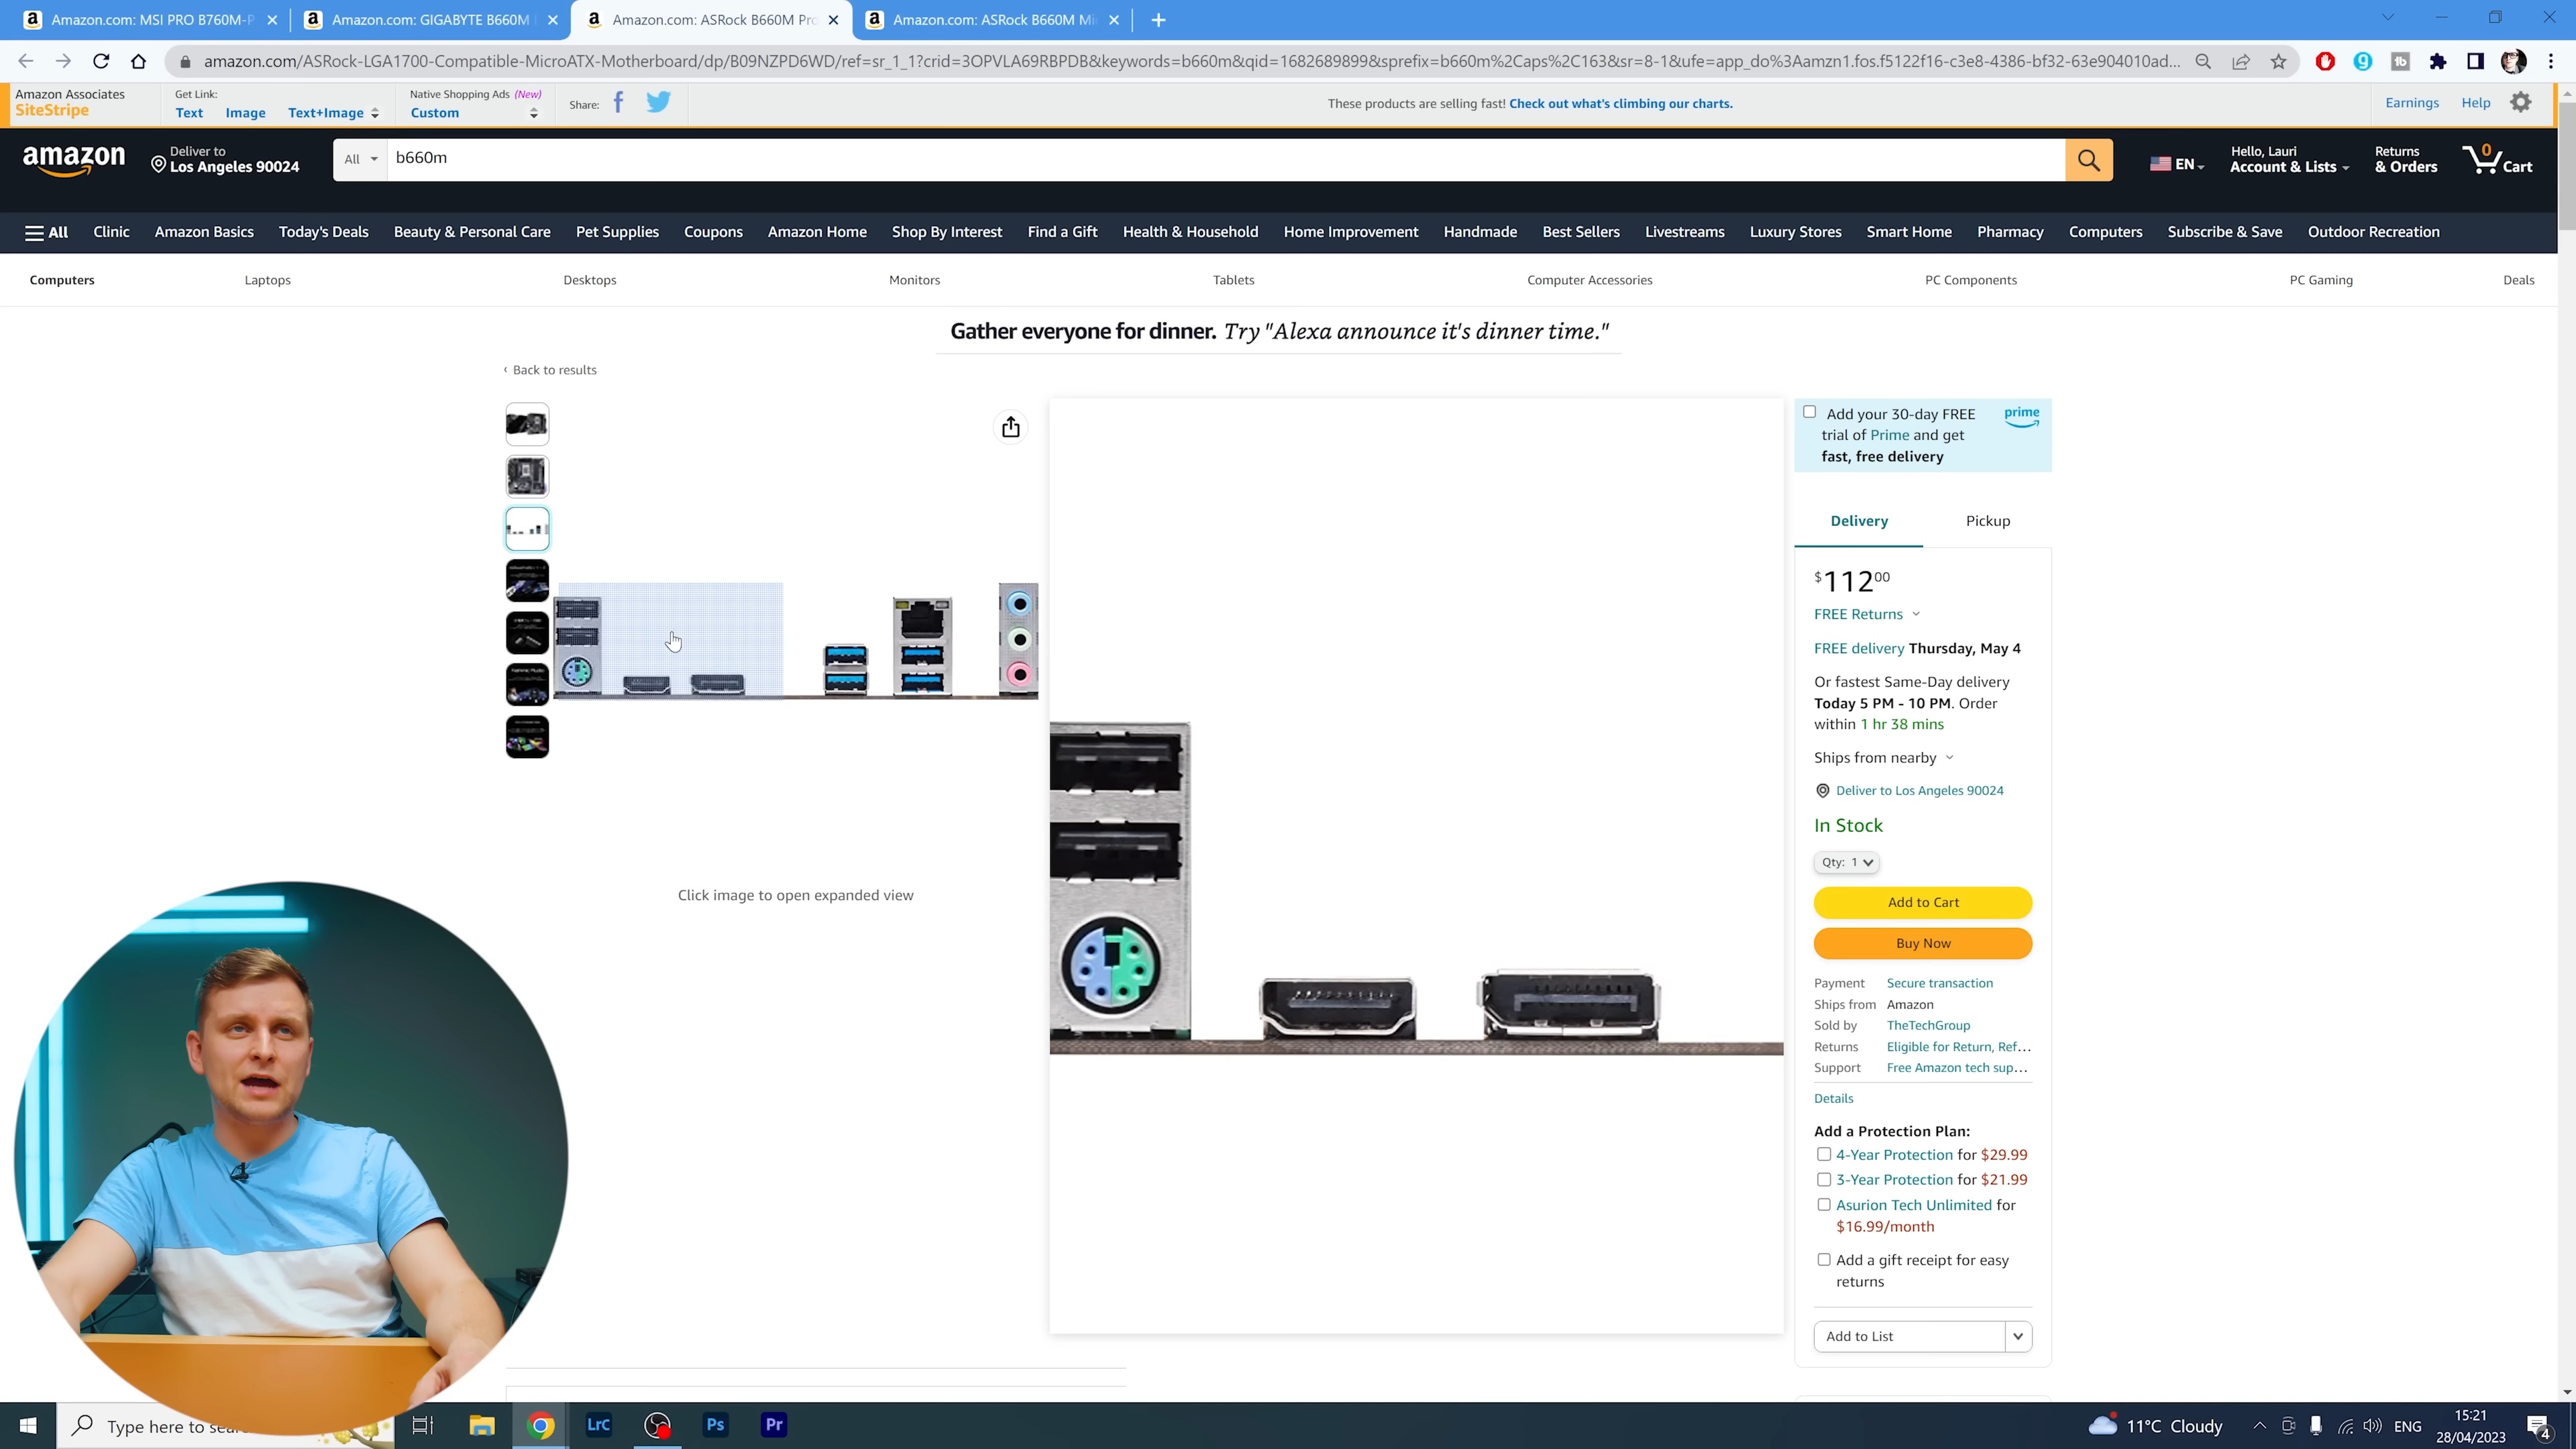 Amazon.com: MSI PRO B760M-P
Amazon.com: GIGABYTE B660M
Amazon.com: ASRock B660M Pro
Amazon.com: ASRock B660M Mi
amazon.com/ASRock-LGA1700-Compatible-MicroATX-Motherboard/dp/B09NZPD6WD/ref=sr_1_1?crid=3OPVLA69RBPDB&keywords=b660m&qid=1682689899&sprefix=b660m%2Caps%2C163&sr=8-1&ufe=app_do%3Aamzn1.fos.f5122f16-c3e8-4386-bf32-63e904010ad...
Amazon Associates
SiteStripe
Get Link:
Text Image Text+Image
Native Shopping Ads (New)
Custom
Share:
These products are selling fast! Check out what's climbing our charts.
Earnings Help
amazon
Deliver to
Los Angeles 90024
All
b660m
EN
Hello, Lauri
Account & Lists
Returns
& Orders
0
Cart
All Clinic Amazon Basics Today's Deals Beauty & Personal Care Pet Supplies Coupons Amazon Home Shop By Interest Find a Gift Health & Household Home Improvement Handmade Best Sellers Livestreams Luxury Stores Smart Home Pharmacy Computers Subscribe & Save Outdoor Recreation
Computers Laptops Desktops Monitors Tablets Computer Accessories PC Components PC Gaming Deals
Gather everyone for dinner. Try "Alexa announce it's dinner time."
‹ Back to results
Click image to open expanded view
Add your 30-day FREE
trial of Prime and get
fast, free delivery
prime
Delivery Pickup
$112 00
FREE Returns
FREE delivery Thursday, May 4
Or fastest Same-Day delivery
Today 5 PM - 10 PM. Order
within 1 hr 38 mins
Ships from nearby
Deliver to Los Angeles 90024
In Stock
Qty: 1
Add to Cart
Buy Now
Payment Secure transaction
Ships from Amazon
Sold by TheTechGroup
Returns Eligible for Return, Ref...
Support Free Amazon tech sup...
Details
Add a Protection Plan:
4-Year Protection for $29.99
3-Year Protection for $21.99
Asurion Tech Unlimited for
$16.99/month
Add a gift receipt for easy
returns
Add to List
Type here to sea
LrC
Ps
Pr
11°C Cloudy
ENG
15:21
28/04/2023
4